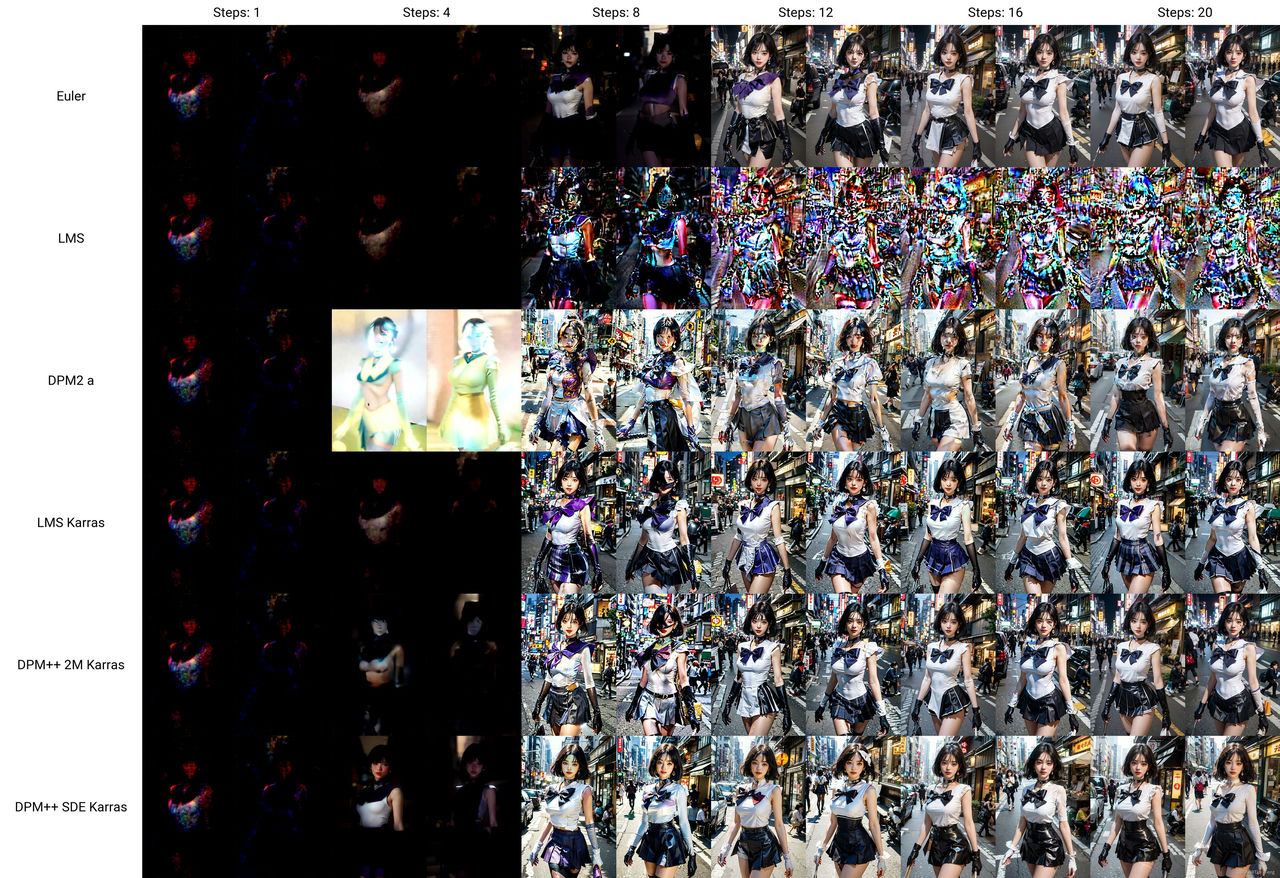 Steps: 1
Steps: 4
Steps: 8
Steps: 12
Steps: 16
Steps: 20
Euler
LMS
DPM2 a
LMS Karras
DPM++ 2M Karras
DPM++ SDE Karras